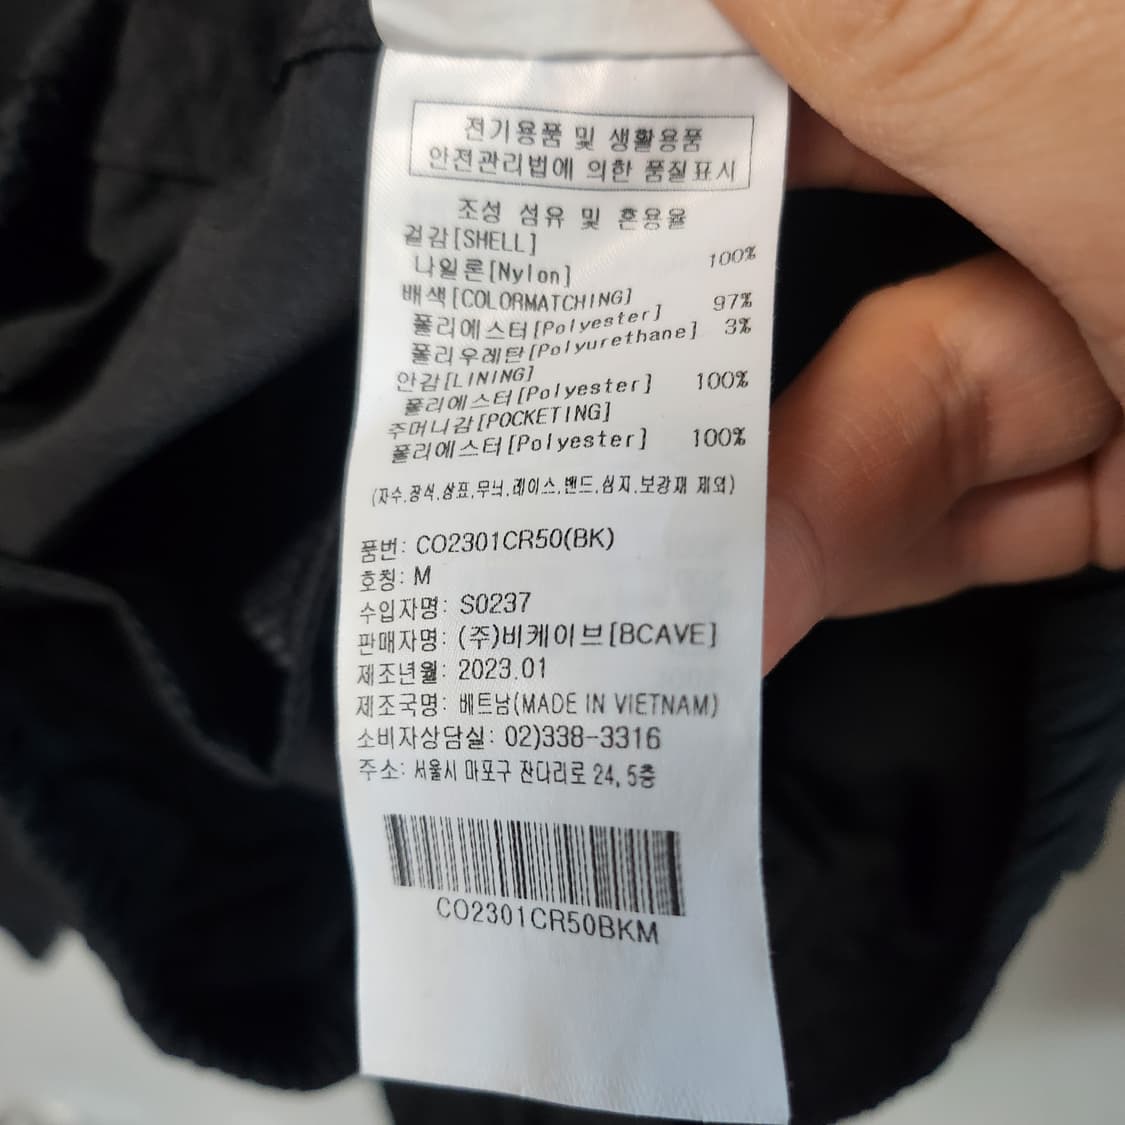 전기용품 및 생활용품
안전관리법에 의한 품질표시
조성 섬유 및 혼용율
겉감[SHELL]
나일론[Nylon] 100%
배색[COLORMATCHING]
폴리에스터[Polyester] 97%
폴리우레탄[Polyurethane] 3%
안감[LINING]
폴리에스터[Polyester] 100%
주머니감[POCKETING]
폴리에스터[Polyester] 100%
(자수,장식,상표,무늬,레이스,밴드,심지,보강재 제외)
품번: CO2301CR50(BK)
호칭: M
수입자명: S0237
판매자명: (주)비케이브[BCAVE]
제조년월: 2023.01
제조국명: 베트남(MADE IN VIETNAM)
소비자상담실: 02)338-3316
주소: 서울시 마포구 잔다리로 24, 5층
CO2301CR50BKM